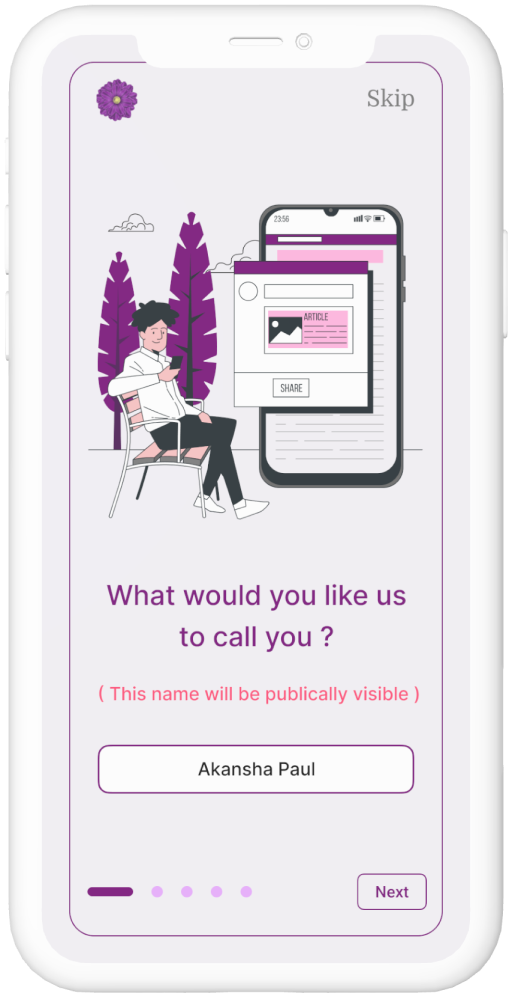 Skip
23:56
ARTICLE
SHARE
What would you like us
to call you ?
( This name will be publically visible )
Akansha Paul
Next